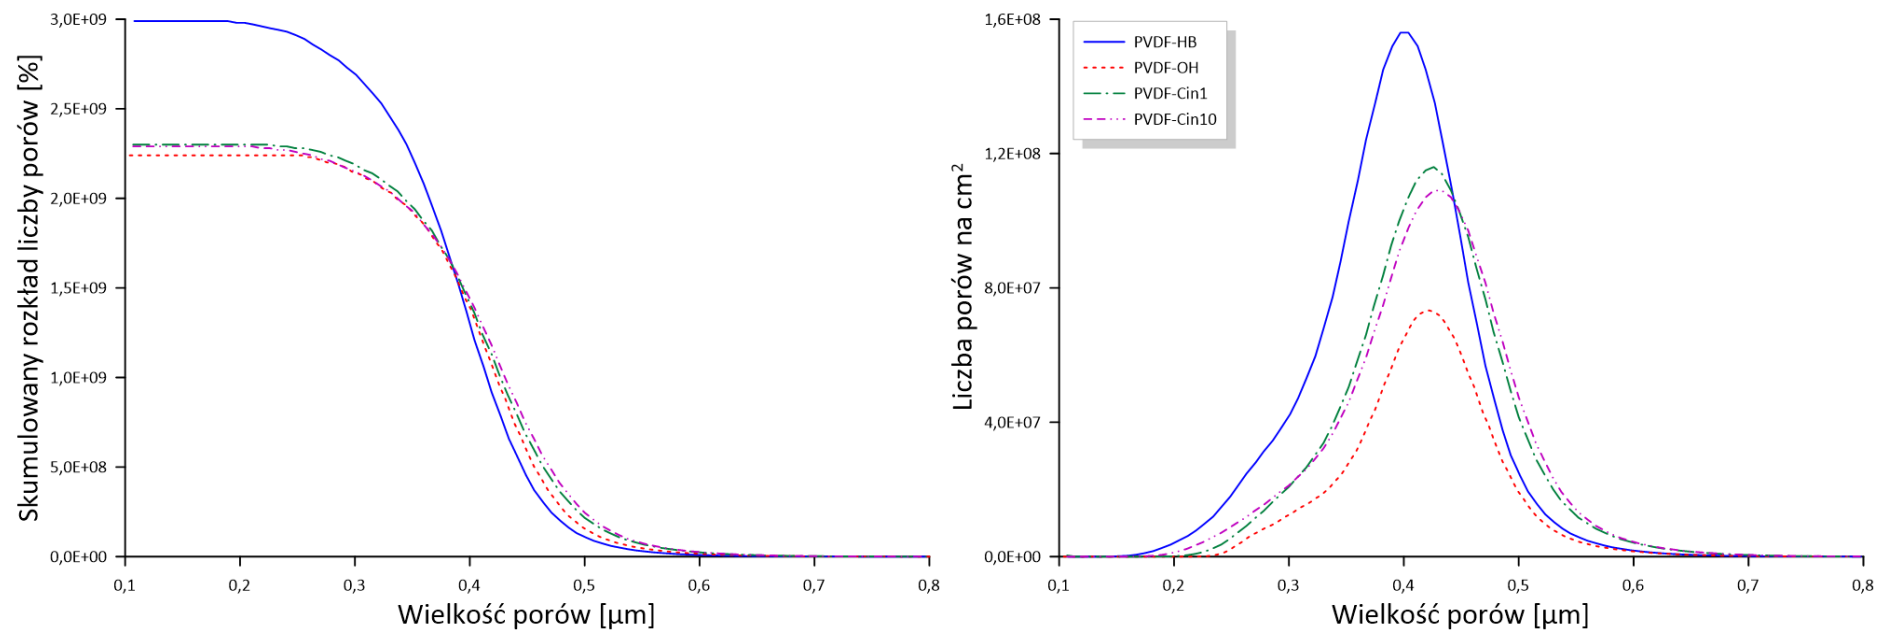 Skumulowany rozkład liczby porów [%]
3,0E+09
2,5E+09
2,0E+09
1,5E+09
1,0E+09
5,0E+08
0,0E+00
0,1 0,2 0,3 0,4 0,5 0,6 0,7 0,8
Wielkość porów [μm]
Liczba porów na cm²
1,6E+08
1,2E+08
8,0E+07
4,0E+07
0,0E+00
PVDF-HB
PVDF-OH
PVDF-Cin1
PVDF-Cin10
0,1 0,2 0,3 0,4 0,5 0,6 0,7 0,8
Wielkość porów [μm]